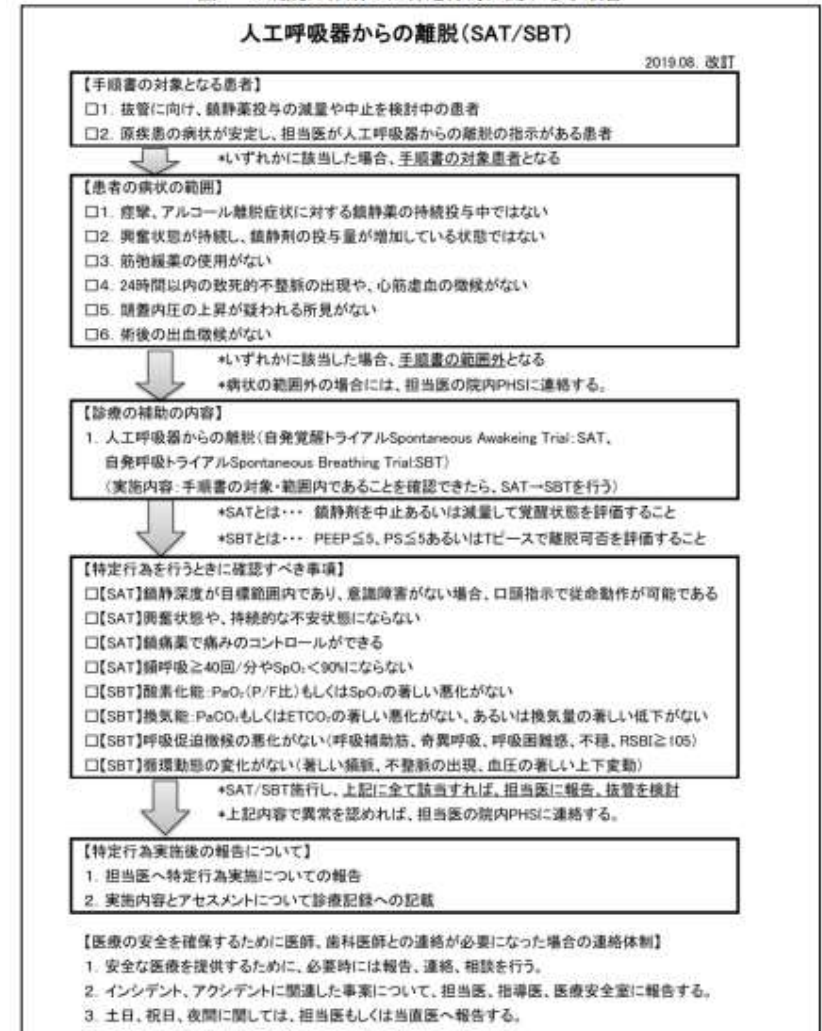 人工呼吸器からの離脱(SAT/SBT)
2019.08. 改訂
【手順書の対象となる患者】
□1. 抜管に向け、鎮静薬投与の減量や中止を検討中の患者
□2. 原疾患の病状が安定し、担当医が人工呼吸器からの離脱の指示がある患者
*いずれかに該当した場合、手順書の対象患者となる
【患者の病状の範囲】
□1. 痙攣、アルコール離脱症状に対する鎮静薬の持続投与中ではない
□2. 興奮状態が持続し、鎮静剤の投与量が増加している状態ではない
□3. 筋弛緩薬の使用がない
□4. 24時間以内の致死的不整脈の出現や、心筋虚血の徴候がない
□5. 頭蓋内圧の上昇が疑われる所見がない
□6. 術後の出血徴候がない
*いずれかに該当した場合、手順書の範囲外となる
*病状の範囲外の場合には、担当医の院内PHSに連絡する。
【診療の補助の内容】
1. 人工呼吸器からの離脱(自発覚醒トライアルSpontaneous Awakeing Trial:SAT、
自発呼吸トライアルSpontaneous Breathing Trial:SBT)
(実施内容:手順書の対象・範囲内であることを確認できたら、SAT→SBTを行う)
*SATとは・・・ 鎮静剤を中止あるいは減量して覚醒状態を評価すること
*SBTとは・・・ PEEP≦5、PS≦5あるいはTピースで離脱可否を評価すること
【特定行為を行うときに確認すべき事項】
□【SAT】鎮静深度が目標範囲内であり、意識障害がない場合、口頭指示で従命動作が可能である
□【SAT】興奮状態や、持続的な不安状態にならない
□【SAT】鎮痛薬で痛みのコントロールができる
□【SAT】頻呼吸≧40回/分やSpO₂<90%にならない
□【SBT】酸素化能:PaO₂(P/F比)もしくはSpO₂の著しい悪化がない
□【SBT】換気能:PaCO₂もしくはETCO₂の著しい悪化がない、あるいは換気量の著しい低下がない
□【SBT】呼吸促迫徴候の悪化がない(呼吸補助筋、奇異呼吸、呼吸困難感、不穏、RSBI≧105)
□【SBT】循環動態の変化がない(著しい頻脈、不整脈の出現、血圧の著しい上下変動)
*SAT/SBT施行し、上記に全て該当すれば、担当医に報告、抜管を検討
*上記内容で異常を認めれば、担当医の院内PHSに連絡する。
【特定行為実施後の報告について】
1. 担当医へ特定行為実施についての報告
2. 実施内容とアセスメントについて診療記録への記載
【医療の安全を確保するために医師、歯科医師との連絡が必要になった場合の連絡体制】
1. 安全な医療を提供するために、必要時には報告、連絡、相談を行う。
2. インシデント、アクシデントに関連した事案について、担当医、指導医、医療安全室に報告する。
3. 土日、祝日、夜間に関しては、担当医もしくは当直医へ報告する。